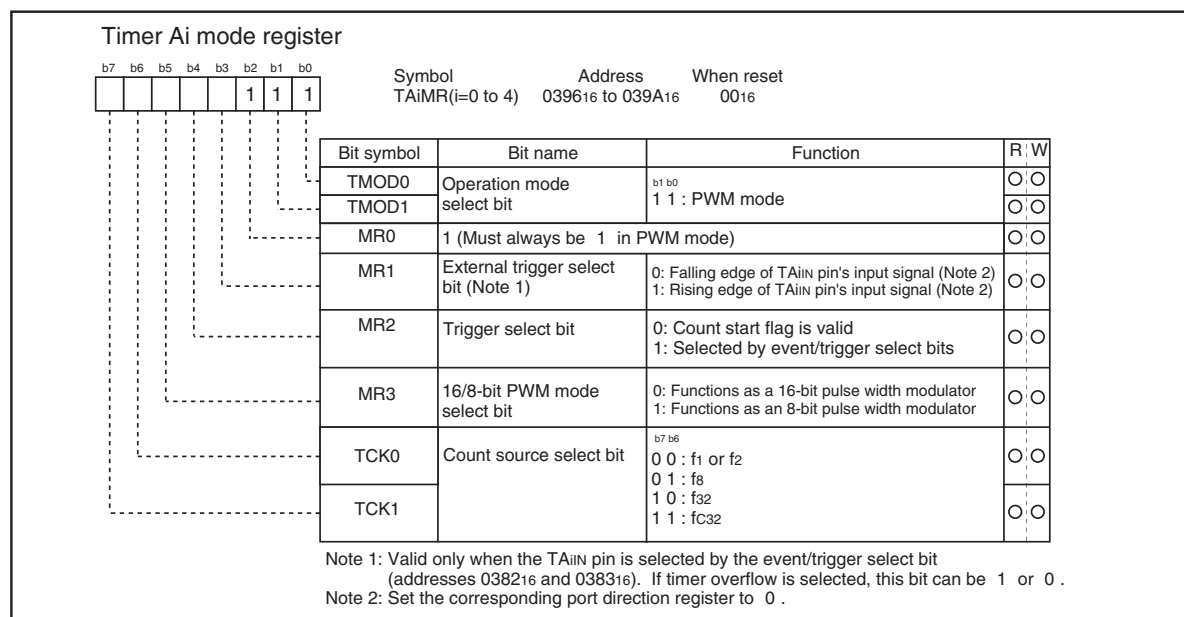 Timer Ai mode register
b7 b6 b5 b4 b3 b2 b1 b0
1 1 1
Symbol Address When reset
TAiMR(i=0 to 4) 039616 to 039A16 0016
Bit symbol Bit name Function R W
TMOD0 Operation mode select bit b1 b0
TMOD1 1 1 : PWM mode
MR0 1 (Must always be 1 in PWM mode)
MR1 External trigger select bit (Note 1) 0: Falling edge of TAiIN pin's input signal (Note 2)
1: Rising edge of TAiIN pin's input signal (Note 2)
MR2 Trigger select bit 0: Count start flag is valid
1: Selected by event/trigger select bits
MR3 16/8-bit PWM mode select bit 0: Functions as a 16-bit pulse width modulator
1: Functions as an 8-bit pulse width modulator
TCK0 Count source select bit b7 b6
0 0 : f1 or f2
0 1 : f8
TCK1 1 0 : f32
1 1 : fC32
Note 1: Valid only when the TAiIN pin is selected by the event/trigger select bit
(addresses 038216 and 038316). If timer overflow is selected, this bit can be 1 or 0 .
Note 2: Set the corresponding port direction register to 0 .